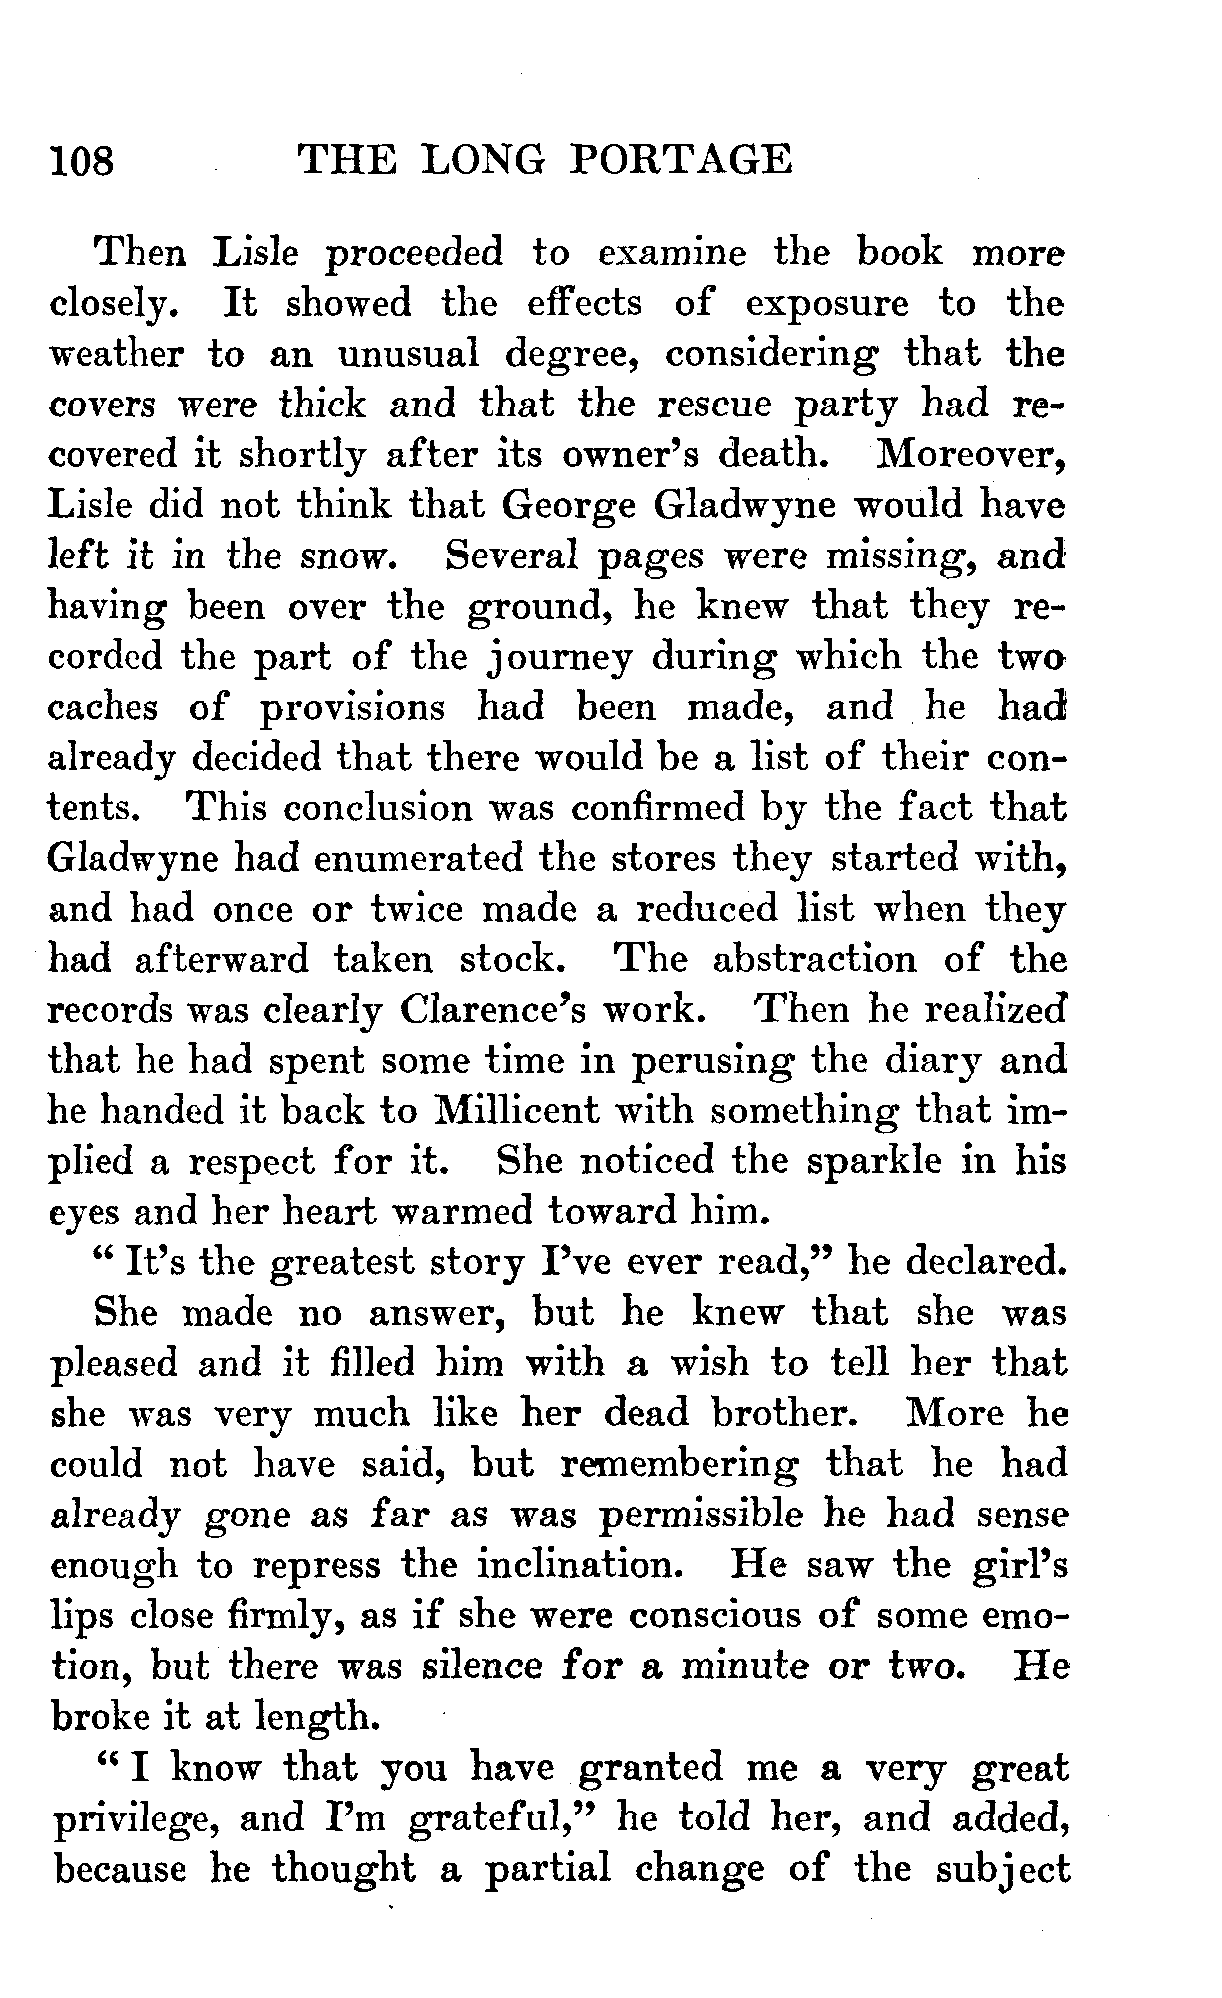 108 THE LONG PORTAGE
Then Lisle proceeded to examine the book more
closely. It showed the effects of exposure to the
weather to an unusual degree, considering that the
covers were thick and that the rescue party had re-
covered it shortly after its owner's death. Moreover,
Lisle did not think that George Gladwyne would have
left it in the snow. Several pages were missing, and
having been over the ground, he knew that they re-
corded the part of the journey during which the two
caches of provisions had been made, and he had
already decided that there would be a list of their con-
tents. This conclusion was confirmed by the fact that
Gladwyne had enumerated the stores they started with,
and had once or twice made a reduced list when they
had afterward taken stock. The abstraction of the
records was clearly Clarence's work. Then he realized
that he had spent some time in perusing the diary and
he handed it back to Millicent with something that im-
plied a respect for it. She noticed the sparkle in his
eyes and her heart warmed toward him.
“ It's the greatest story I've ever read,” he declared.
She made no answer, but he knew that she was
pleased and it filled him with a wish to tell her that
she was very much like her dead brother. More he
could not have said, but remembering that he had
already gone as far as was permissible he had sense
enough to repress the inclination. He saw the girl's
lips close firmly, as if she were conscious of some emo-
tion, but there was silence for a minute or two. He
broke it at length.
“ I know that you have granted me a very great
privilege, and I'm grateful,” he told her, and added,
because he thought a partial change of the subject